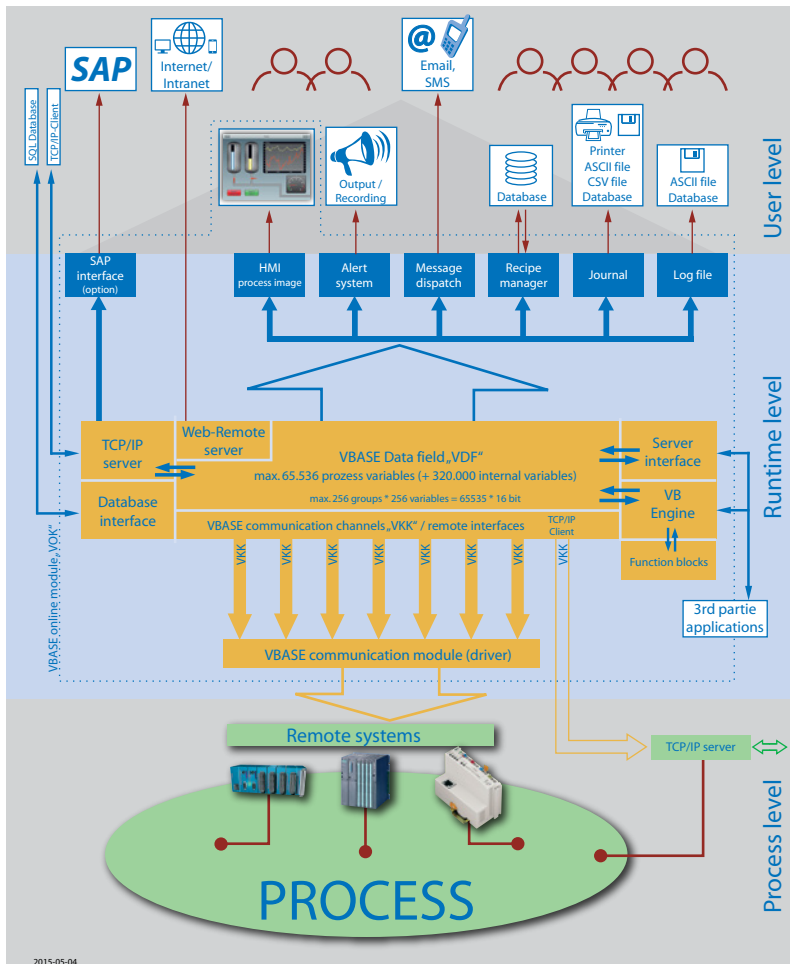 SAP
Internet/
Intranet
@
Email,
SMS
SQL Database
TCP/IP-Client
Output /
Recording
Database
Printer
ASCII file
CSV file
Database
ASCII file
Database
User level
SAP
interface
(option)
HMI
process image
Alert
system
Message
dispatch
Recipe
manager
Journal
Log file
Runtime level
TCP/IP
server
Web-Remote
server
VBASE Data field „VDF“
max. 65.536 prozess variables (+ 320.000 internal variables)
max. 256 groups * 256 variables = 65535 * 16 bit
Server
interface
Database
interface
VB
Engine
VBASE communication channels „VKK“ / remote interfaces
TCP/IP
Client
Function blocks
VKK
VKK
VKK
VKK
VKK
VKK
VKK
VKK
3rd partie
applications
VBASE online module „VOK“
VBASE communication module (driver)
Remote systems
TCP/IP server
Process level
PROCESS
2015-05-04